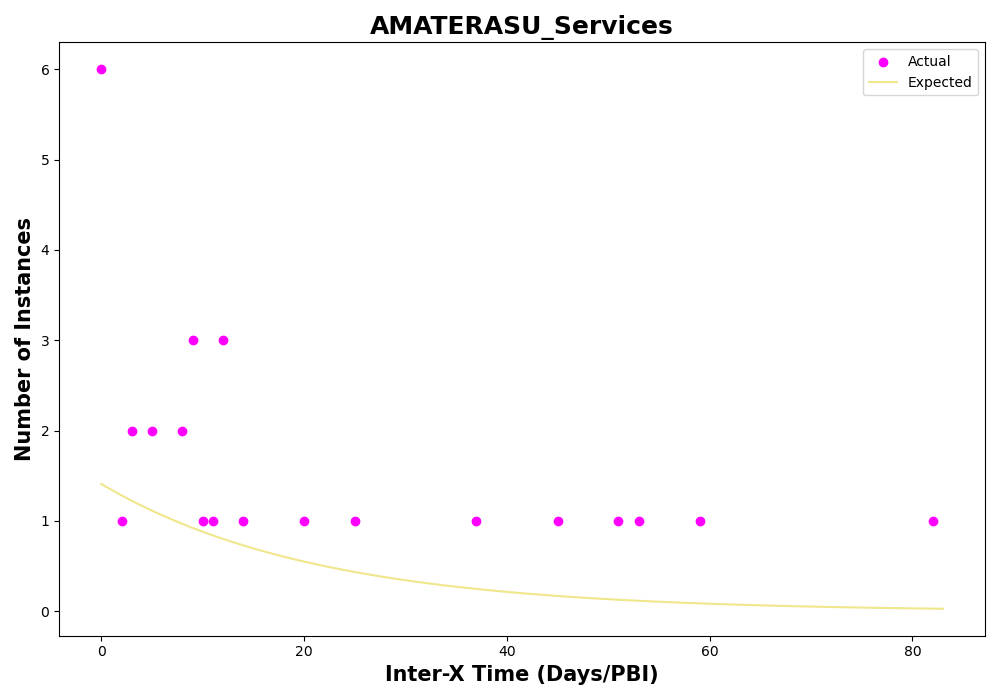 AMATERASU_Services
Actual
Expected
Number of Instances
6
5
4
3
2
1
0
0 20 40 60 80
Inter-X Time (Days/PBI)